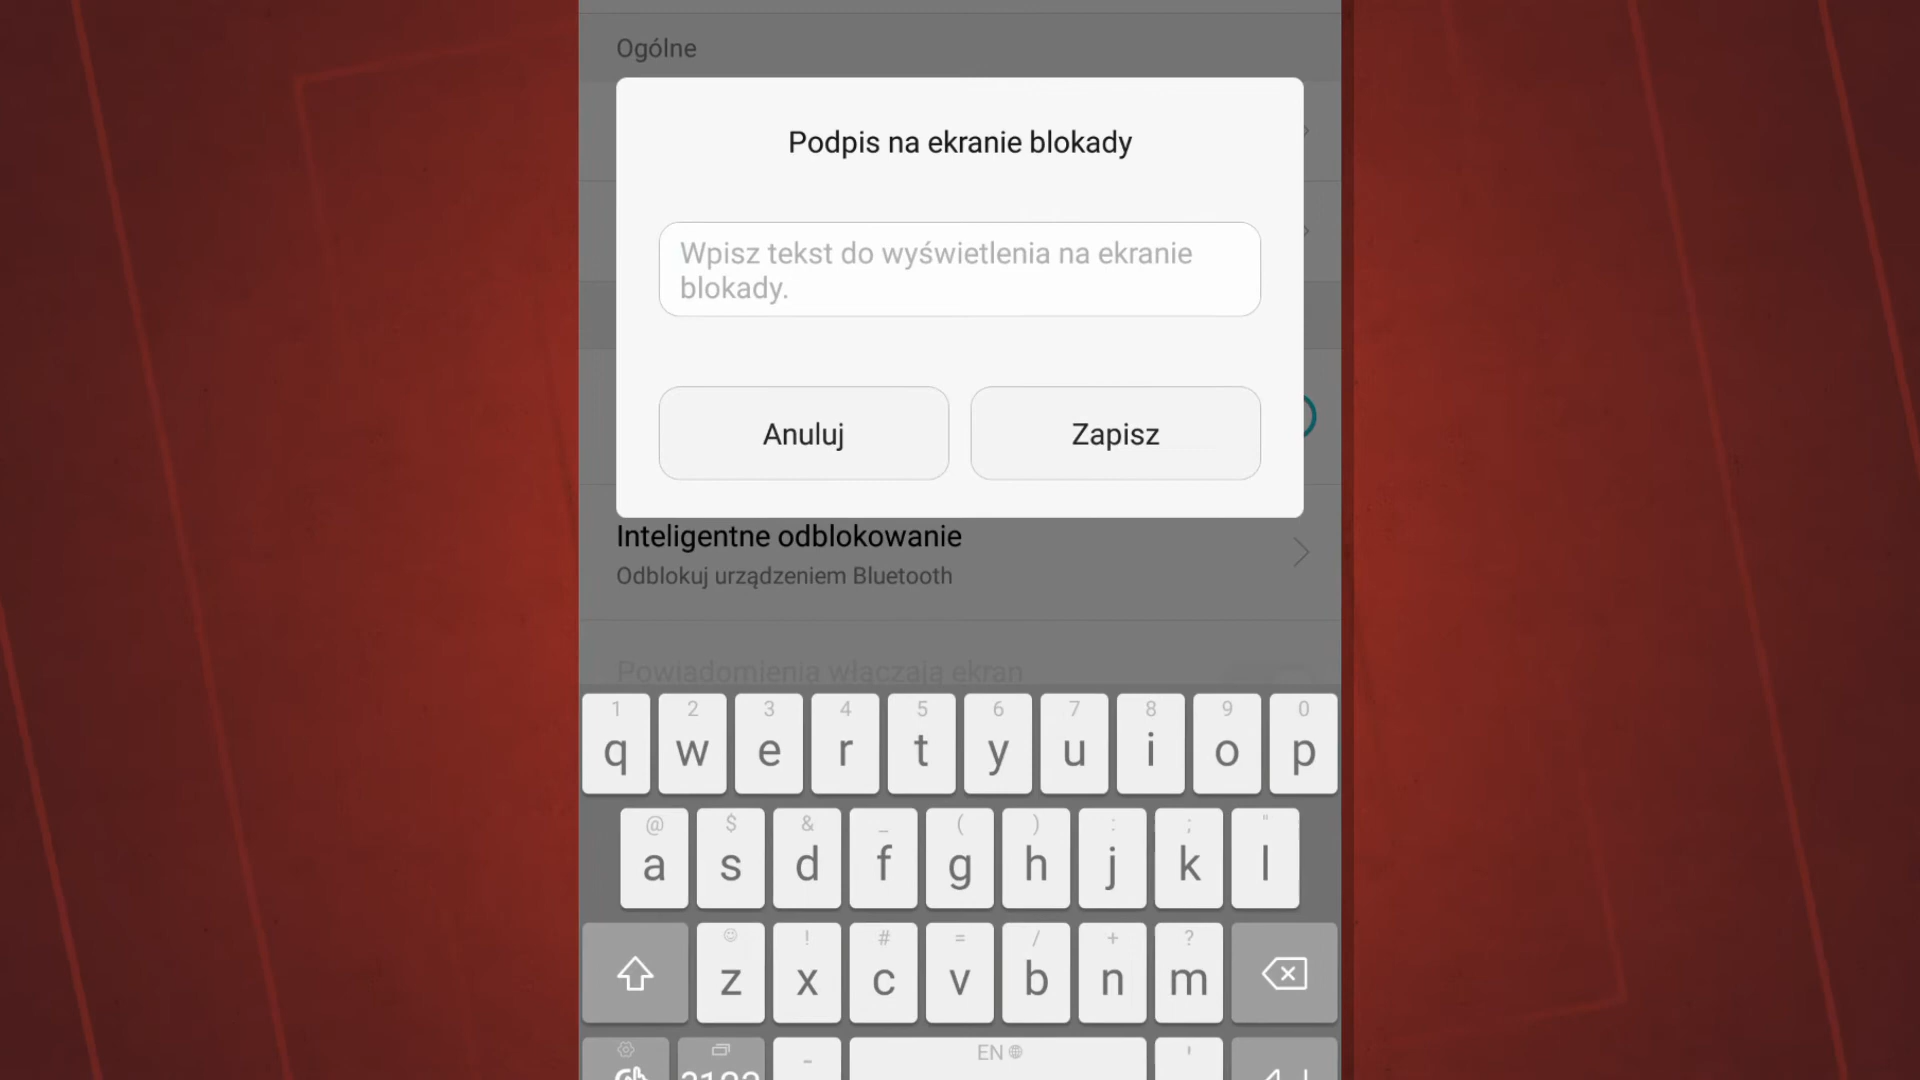 Ogólne
Podpis na ekranie blokady
Wpisz tekst do wyświetlenia na ekranie
blokady.
Anuluj Zapisz
Inteligentne odblokowanie
Odblokuj urządzeniem Bluetooth
Powiadomienia włączają ekran
1 2 3 4 5 6 7 8 9 0
q w e r t y u i o p
@ $ & _ ( ) : ; "
a s d f g h j k l
! # = / + ?
z x c v b n m
EN '
-